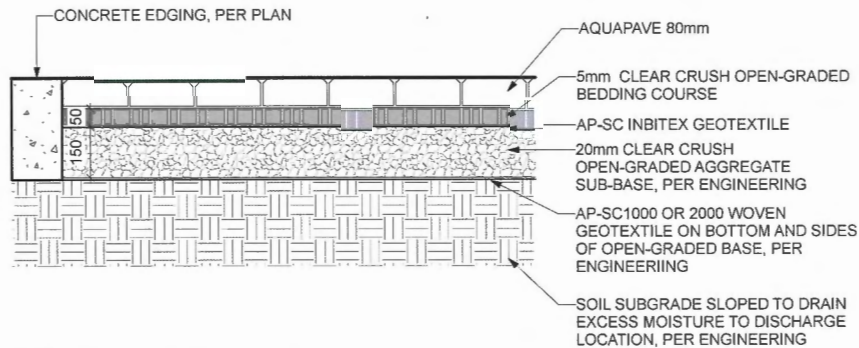 CONCRETE EDGING, PER PLAN
AQUAPAVE 80mm
5mm CLEAR CRUSH OPEN-GRADED
BEDDING COURSE
50
AP-SC INBITEX GEOTEXTILE
150
20mm CLEAR CRUSH
OPEN-GRADED AGGREGATE
SUB-BASE, PER ENGINEERING
AP-SC1000 OR 2000 WOVEN
GEOTEXTILE ON BOTTOM AND SIDES
OF OPEN-GRADED BASE, PER
ENGINEERIING
SOIL SUBGRADE SLOPED TO DRAIN
EXCESS MOISTURE TO DISCHARGE
LOCATION, PER ENGINEERING